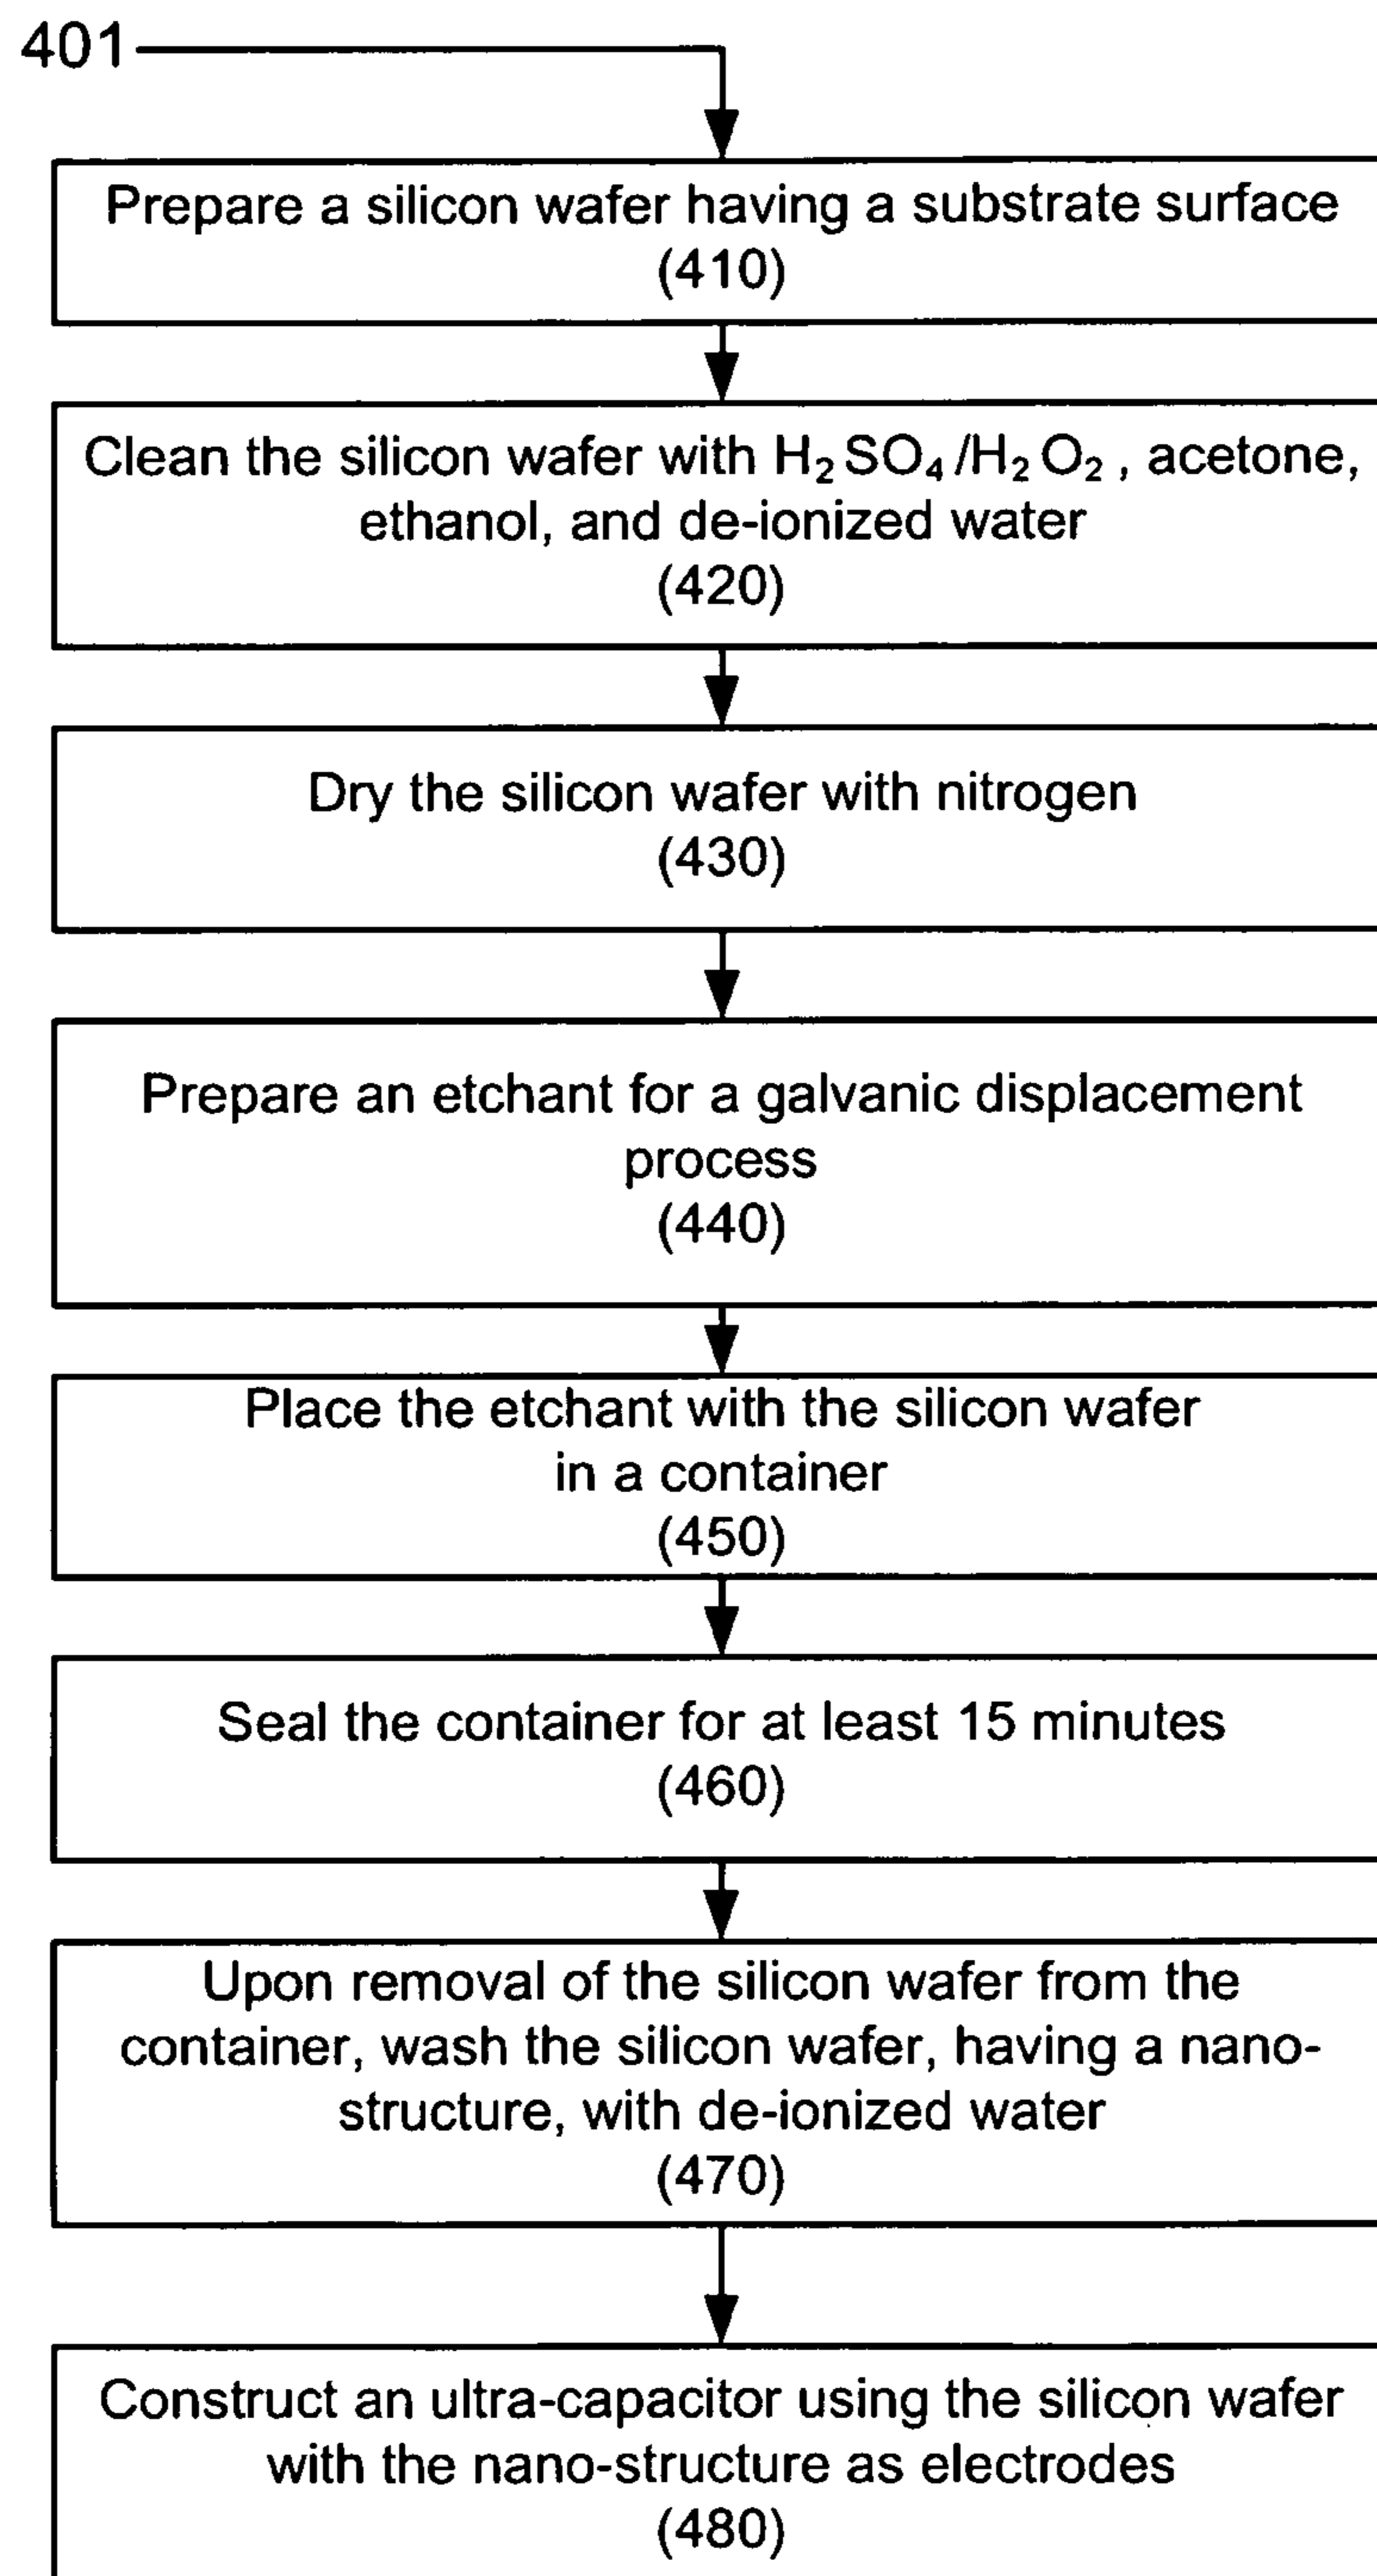 401
Prepare a silicon wafer having a substrate surface
(410)
Clean the silicon wafer with H₂SO₄/H₂O₂, acetone,
ethanol, and de-ionized water
(420)
Dry the silicon wafer with nitrogen
(430)
Prepare an etchant for a galvanic displacement
process
(440)
Place the etchant with the silicon wafer
in a container
(450)
Seal the container for at least 15 minutes
(460)
Upon removal of the silicon wafer from the
container, wash the silicon wafer, having a nano-
structure, with de-ionized water
(470)
Construct an ultra-capacitor using the silicon wafer
with the nano-structure as electrodes
(480)